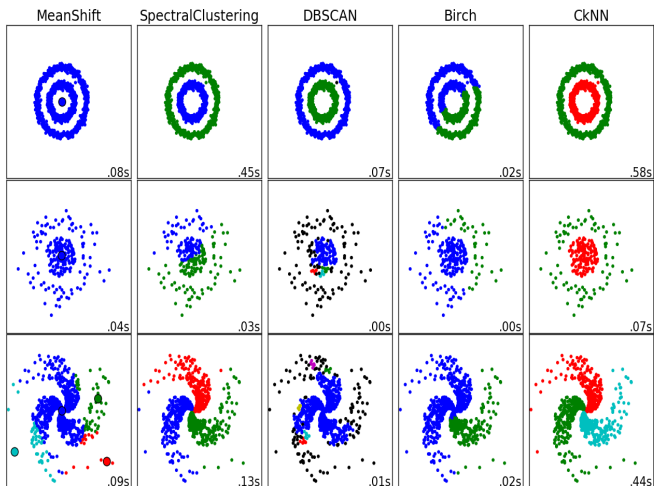 MeanShift SpectralClustering DBSCAN Birch CkNN
.08s .45s .07s .02s .58s
.04s .03s .00s .00s .07s
.09s .13s .01s .02s .44s